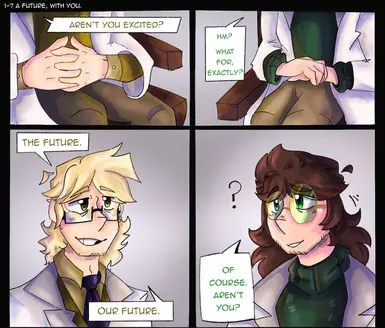 1-7 A FUTURE, WITH YOU.
AREN'T YOU EXCITED?
HM?
WHAT
FOR,
EXACTLY?
THE FUTURE.
OUR FUTURE.
?
OF
COURSE.
AREN'T
YOU?